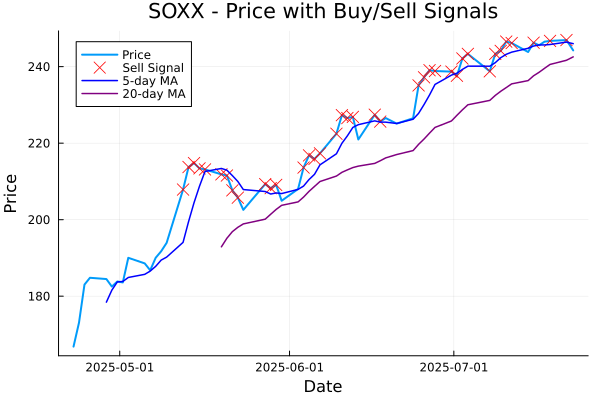 SOXX - Price with Buy/Sell Signals
Price
Sell Signal
5-day MA
20-day MA
240
220
200
180
Price
2025-05-01
2025-06-01
2025-07-01
Date